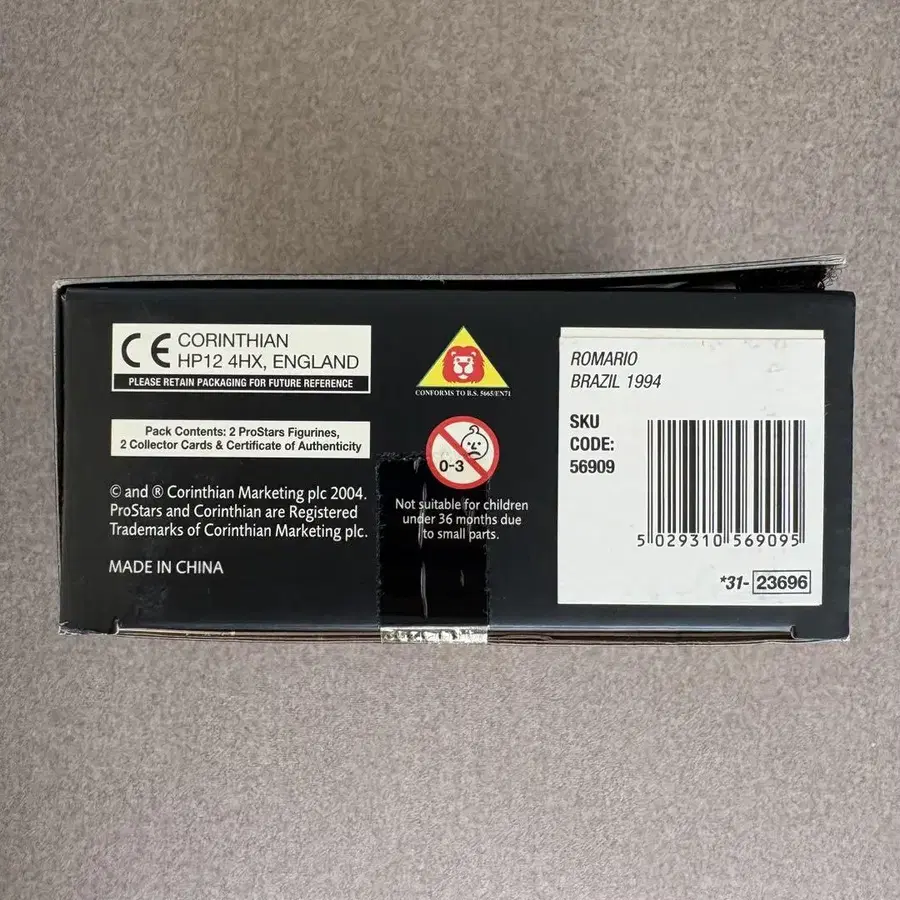 CE CORINTHIAN
HP12 4HX, ENGLAND
PLEASE RETAIN PACKAGING FOR FUTURE REFERENCE
Pack Contents: 2 ProStars Figurines,
2 Collector Cards & Certificate of Authenticity
© and ® Corinthian Marketing plc 2004.
ProStars and Corinthian are Registered
Trademarks of Corinthian Marketing plc.
MADE IN CHINA
CONFORMS TO B.S. 5665/EN71
0-3
Not suitable for children
under 36 months due
to small parts.
ROMARIO
BRAZIL 1994
SKU
CODE:
56909
5 029310 569095
*31- 23696